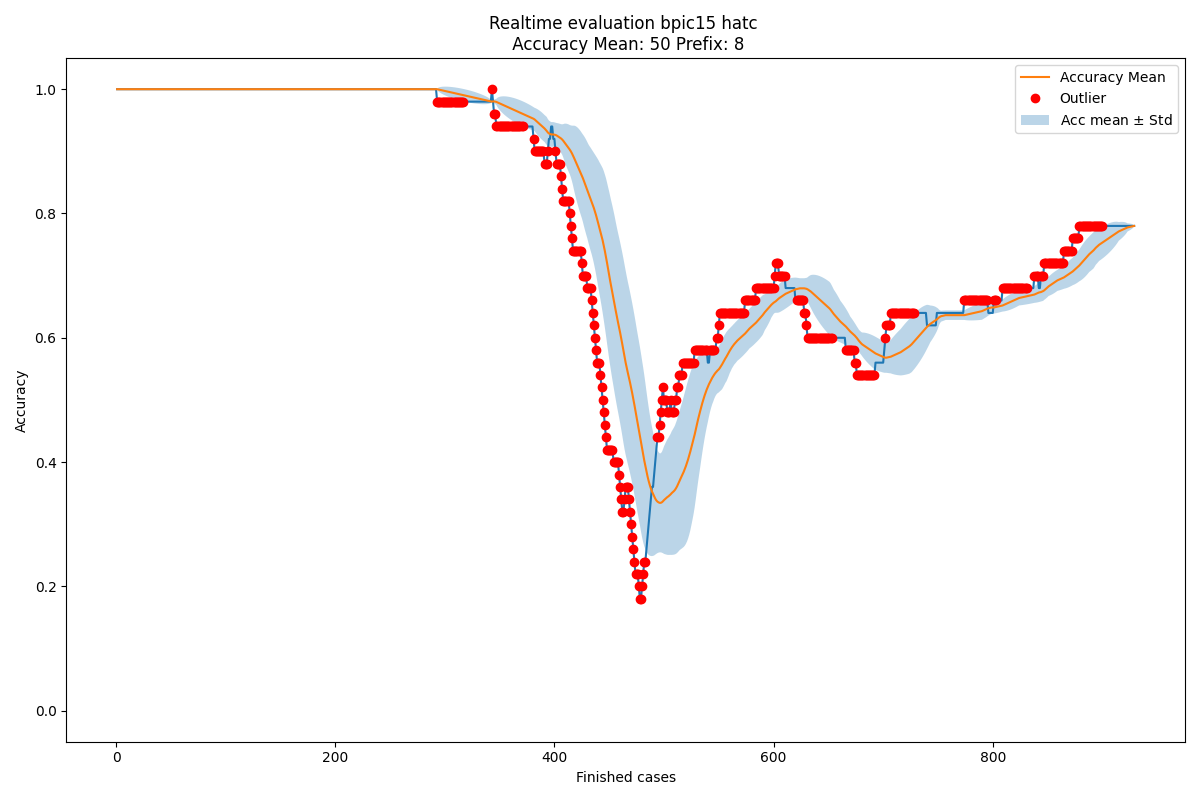 Realtime evaluation bpic15 hatc
Accuracy Mean: 50 Prefix: 8
Accuracy Mean
Outlier
Acc mean ± Std
1.0
0.8
0.6
0.4
0.2
0.0
Accuracy
0 200 400 600 800
Finished cases